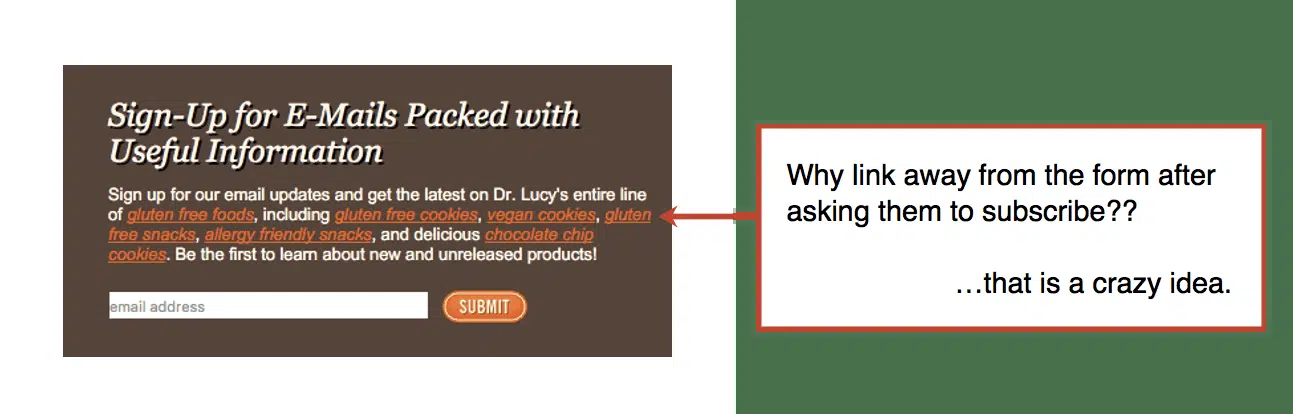 Sign-Up for E-Mails Packed with
Useful Information
Sign up for our email updates and get the latest on Dr. Lucy's entire line
of gluten free foods, including gluten free cookies, vegan cookies, gluten
free snacks, allergy friendly snacks, and delicious chocolate chip
cookies. Be the first to learn about new and unreleased products!
email address
SUBMIT
Why link away from the form after
asking them to subscribe??
…that is a crazy idea.